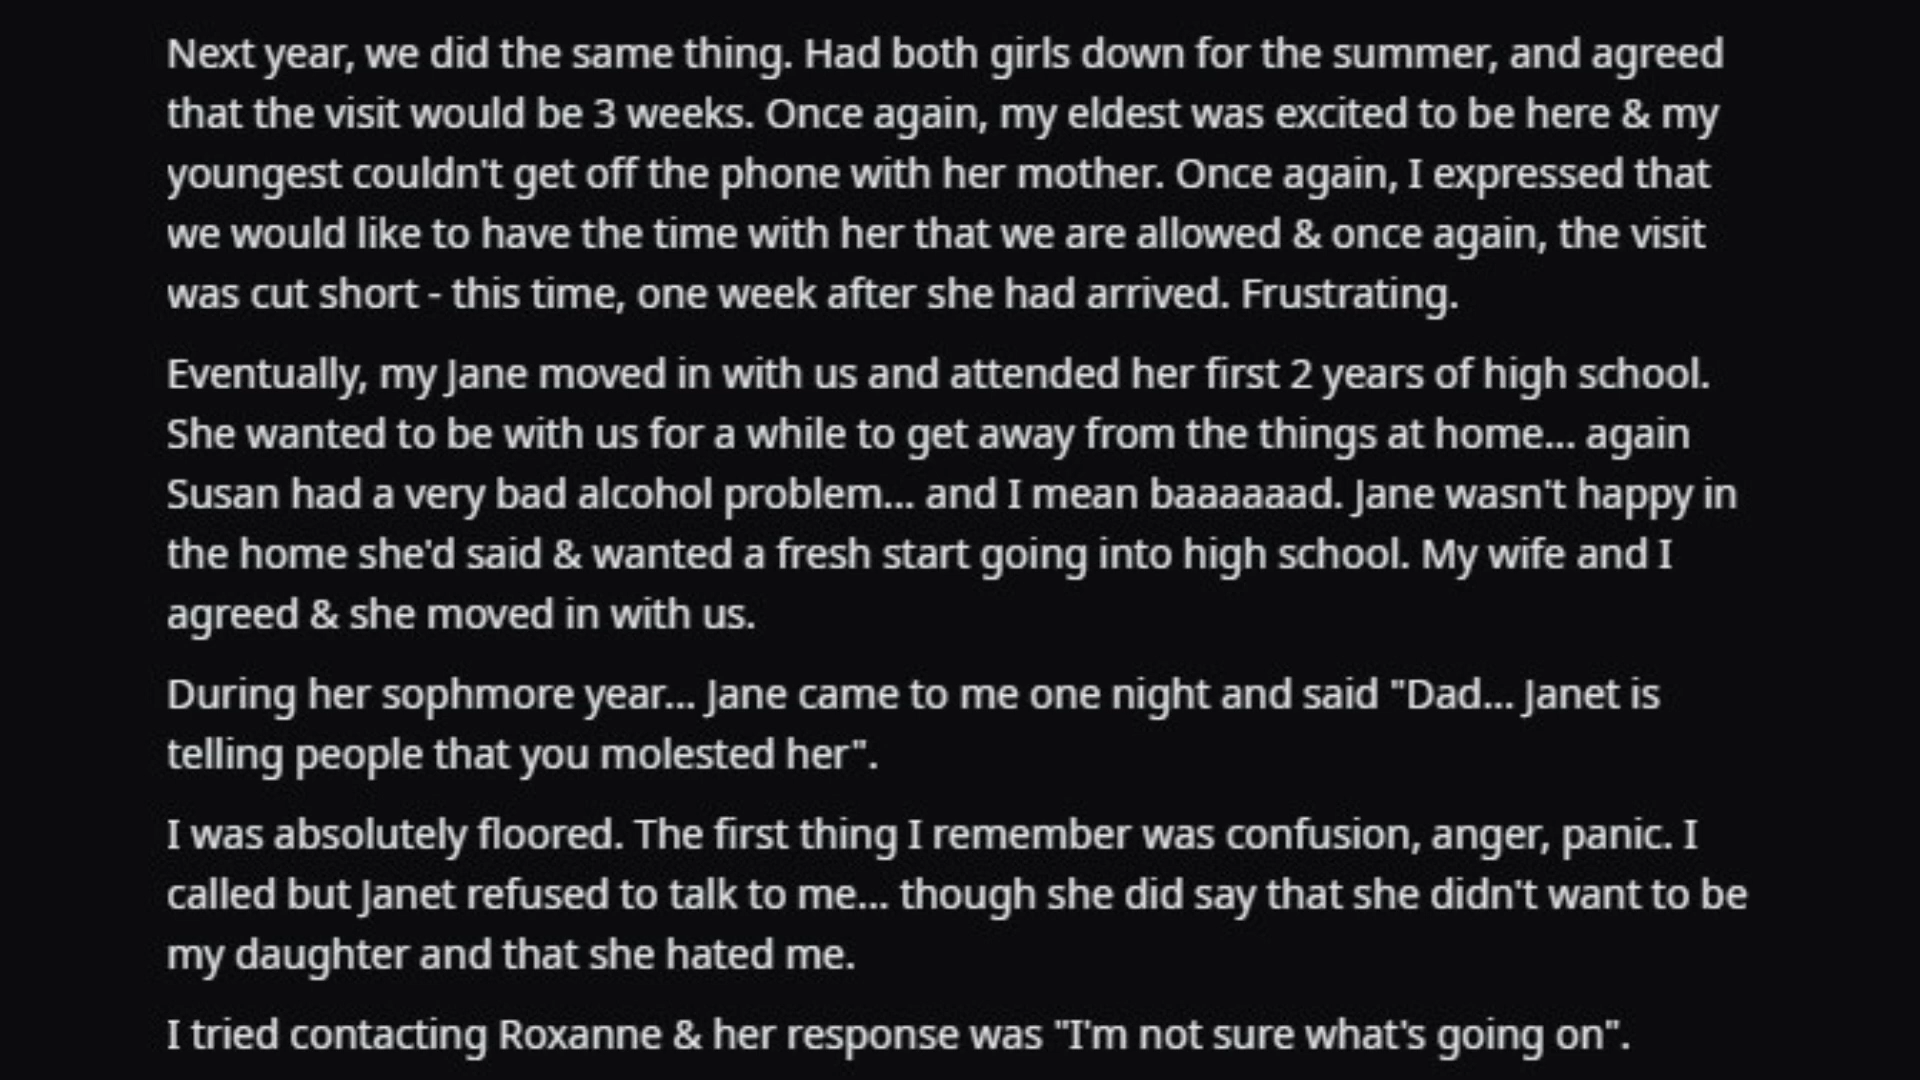 Next year, we did the same thing. Had both girls down for the summer, and agreed
that the visit would be 3 weeks. Once again, my eldest was excited to be here & my
youngest couldn't get off the phone with her mother. Once again, I expressed that
we would like to have the time with her that we are allowed & once again, the visit
was cut short - this time, one week after she had arrived. Frustrating.
Eventually, my Jane moved in with us and attended her first 2 years of high school.
She wanted to be with us for a while to get away from the things at home... again
Susan had a very bad alcohol problem... and I mean baaaaaad. Jane wasn't happy in
the home she'd said & wanted a fresh start going into high school. My wife and I
agreed & she moved in with us.
During her sophmore year... Jane came to me one night and said "Dad... Janet is
telling people that you molested her".
I was absolutely floored. The first thing I remember was confusion, anger, panic. I
called but Janet refused to talk to me... though she did say that she didn't want to be
my daughter and that she hated me.
I tried contacting Roxanne & her response was "I'm not sure what's going on".